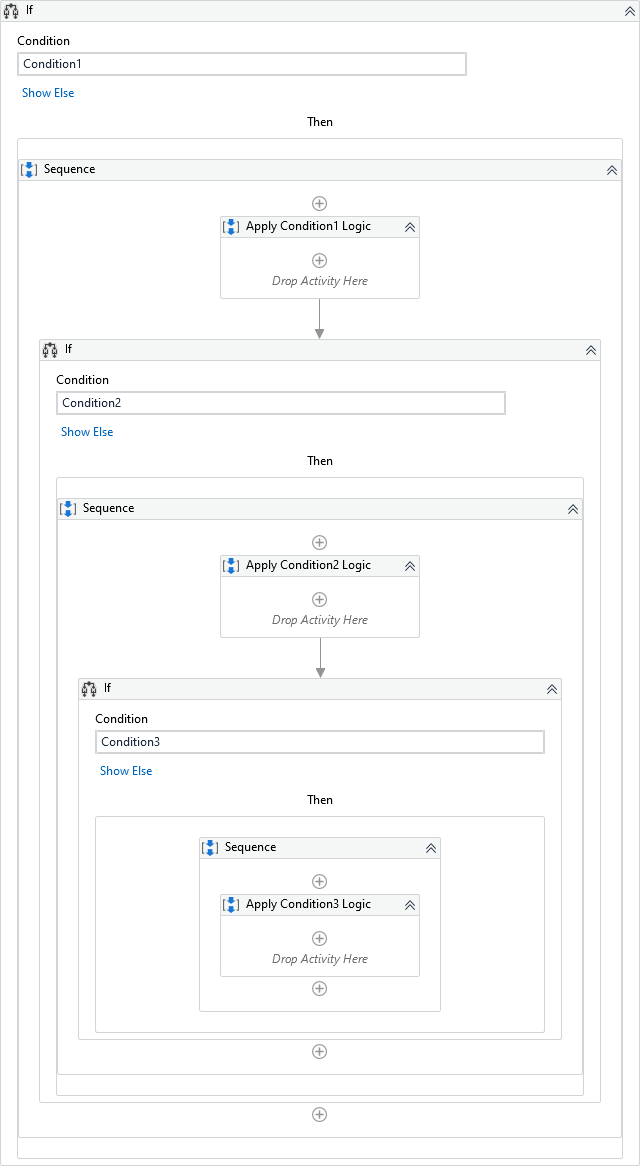 If
Condition
Condition1
Show Else
Then
Sequence
Apply Condition1 Logic
Drop Activity Here
If
Condition
Condition2
Show Else
Then
Sequence
Apply Condition2 Logic
Drop Activity Here
If
Condition
Condition3
Show Else
Then
Sequence
Apply Condition3 Logic
Drop Activity Here